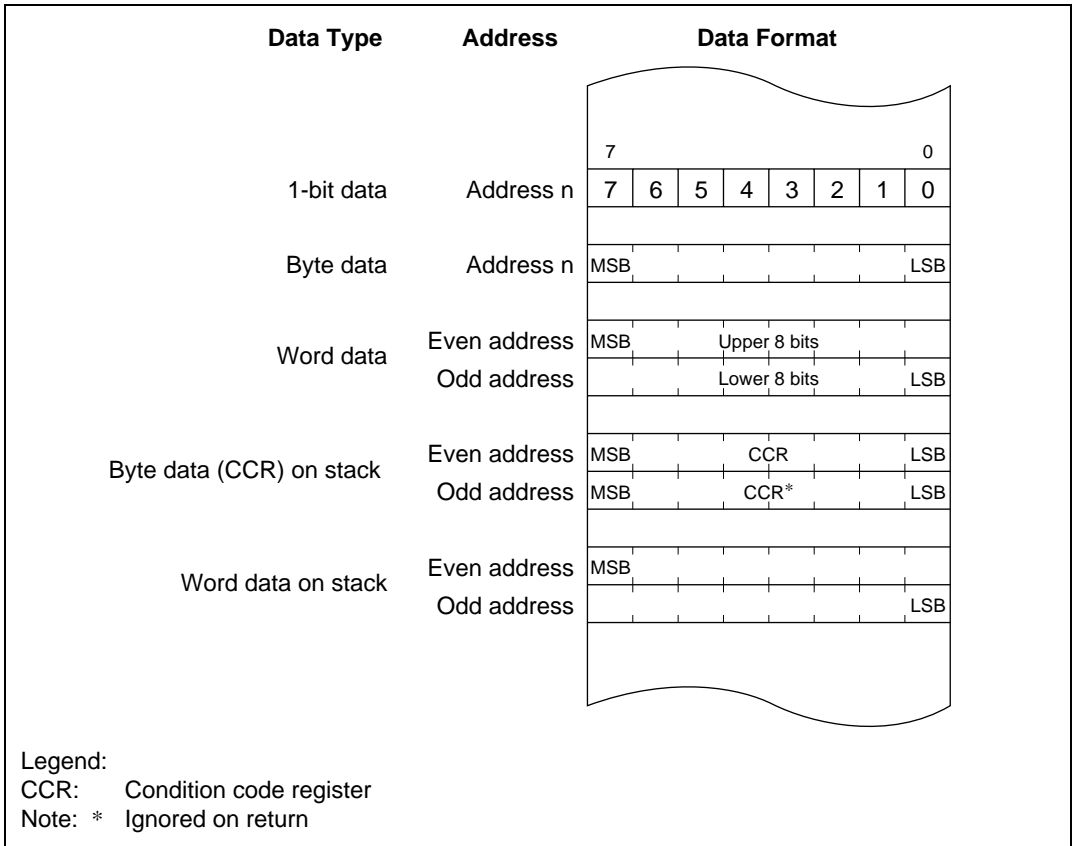 Data Type Address Data Format
7 0
1-bit data Address n 7 6 5 4 3 2 1 0
Byte data Address n MSB LSB
Word data
Even address MSB Upper 8 bits
Odd address Lower 8 bits LSB
Byte data (CCR) on stack
Even address MSB CCR LSB
Odd address MSB CCR* LSB
Word data on stack
Even address MSB
Odd address LSB
Legend:
CCR: Condition code register
Note: * Ignored on return